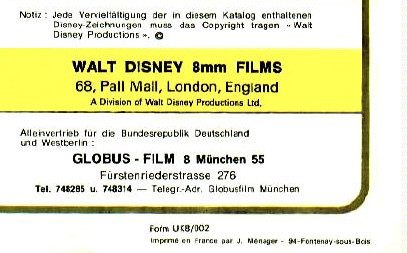 Notiz : Jede Vervielfältigung der in diesem Katalog enthaltenen
Disney-Zeichnungen muss das Copyright tragen « Walt
Disney Productions ». ©
WALT DISNEY 8mm FILMS
68, Pall Mall, London, England
A Division of Walt Disney Productions Ltd.
Alleinvertrieb für die Bundesrepublik Deutschland
und Westberlin :
GLOBUS - FILM 8 München 55
Fürstenriederstrasse 276
Tel. 748285 u. 748314 — Telegr.-Adr. Globusfilm München
Form UK8/002
Imprimé en France par J. Ménager - 94-Fontenay-sous-Bois